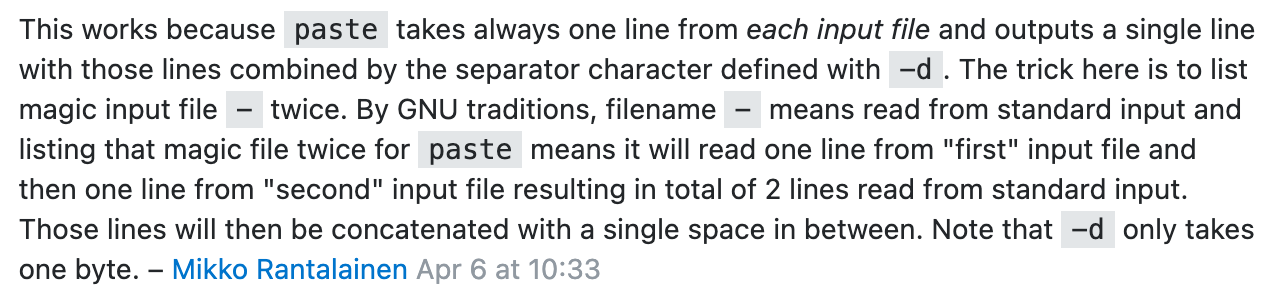 This works because paste takes always one line from each input file and outputs a single line
with those lines combined by the separator character defined with -d . The trick here is to list
magic input file - twice. By GNU traditions, filename - means read from standard input and
listing that magic file twice for paste means it will read one line from "first" input file and
then one line from "second" input file resulting in total of 2 lines read from standard input.
Those lines will then be concatenated with a single space in between. Note that -d only takes
one byte. – Mikko Rantalainen Apr 6 at 10:33